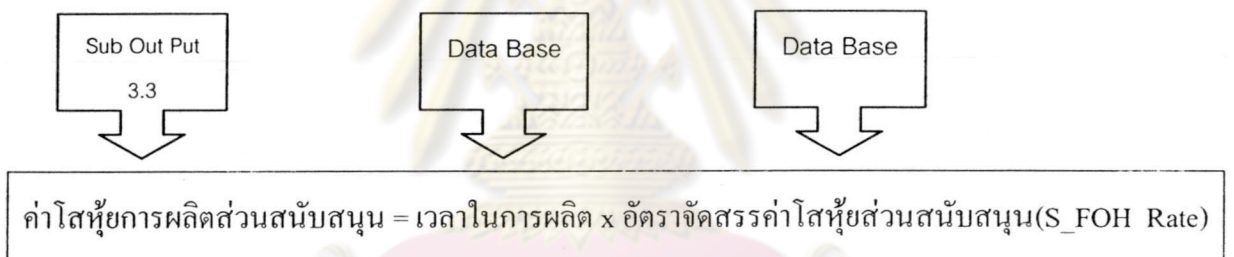 Sub Out Put
3.3
Data Base
Data Base
ค่าโสหุ้ยการผลิตส่วนสนับสนุน = เวลาในการผลิต x อัตราจัดสรรค่าโสหุ้ยส่วนสนับสนุน(S_FOH Rate)